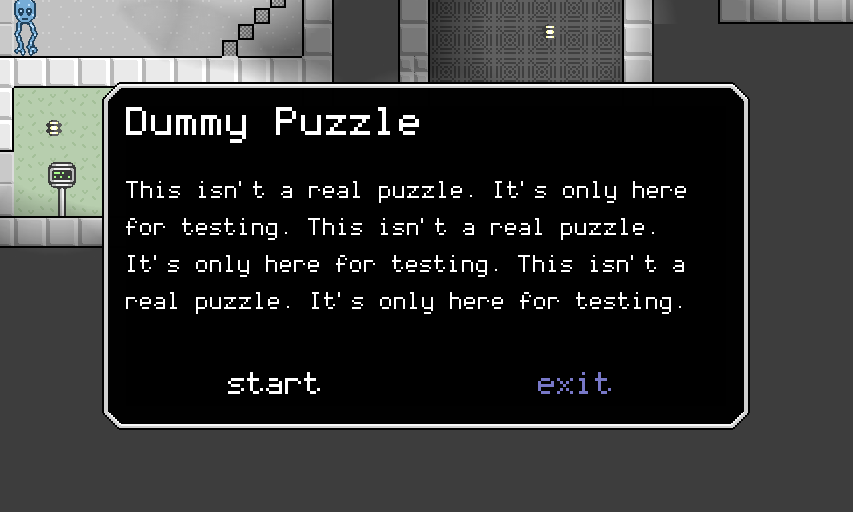 Dummy Puzzle
This isn't a real puzzle. It's only here
for testing. This isn't a real puzzle.
It's only here for testing. This isn't a
real puzzle. It's only here for testing.
start exit